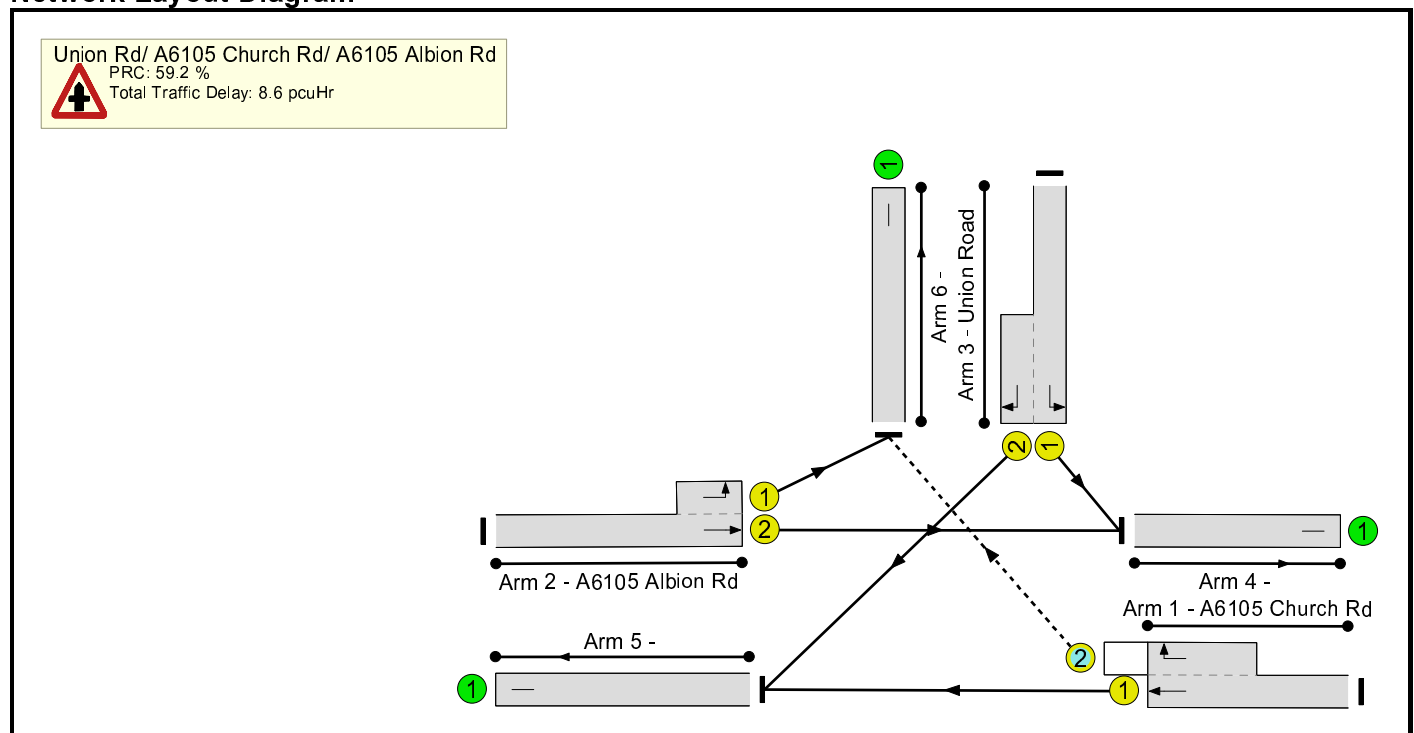 Network Layout Diagram
Union Rd/ A6105 Church Rd/ A6105 Albion Rd
PRC: 59.2 %
Total Traffic Delay: 8.6 pcuHr
1
Arm 6 -
Arm 3 - Union Road
2
1
1
2
1
Arm 2 - A6105 Albion Rd
Arm 4 -
Arm 1 - A6105 Church Rd
Arm 5 -
2
1
1